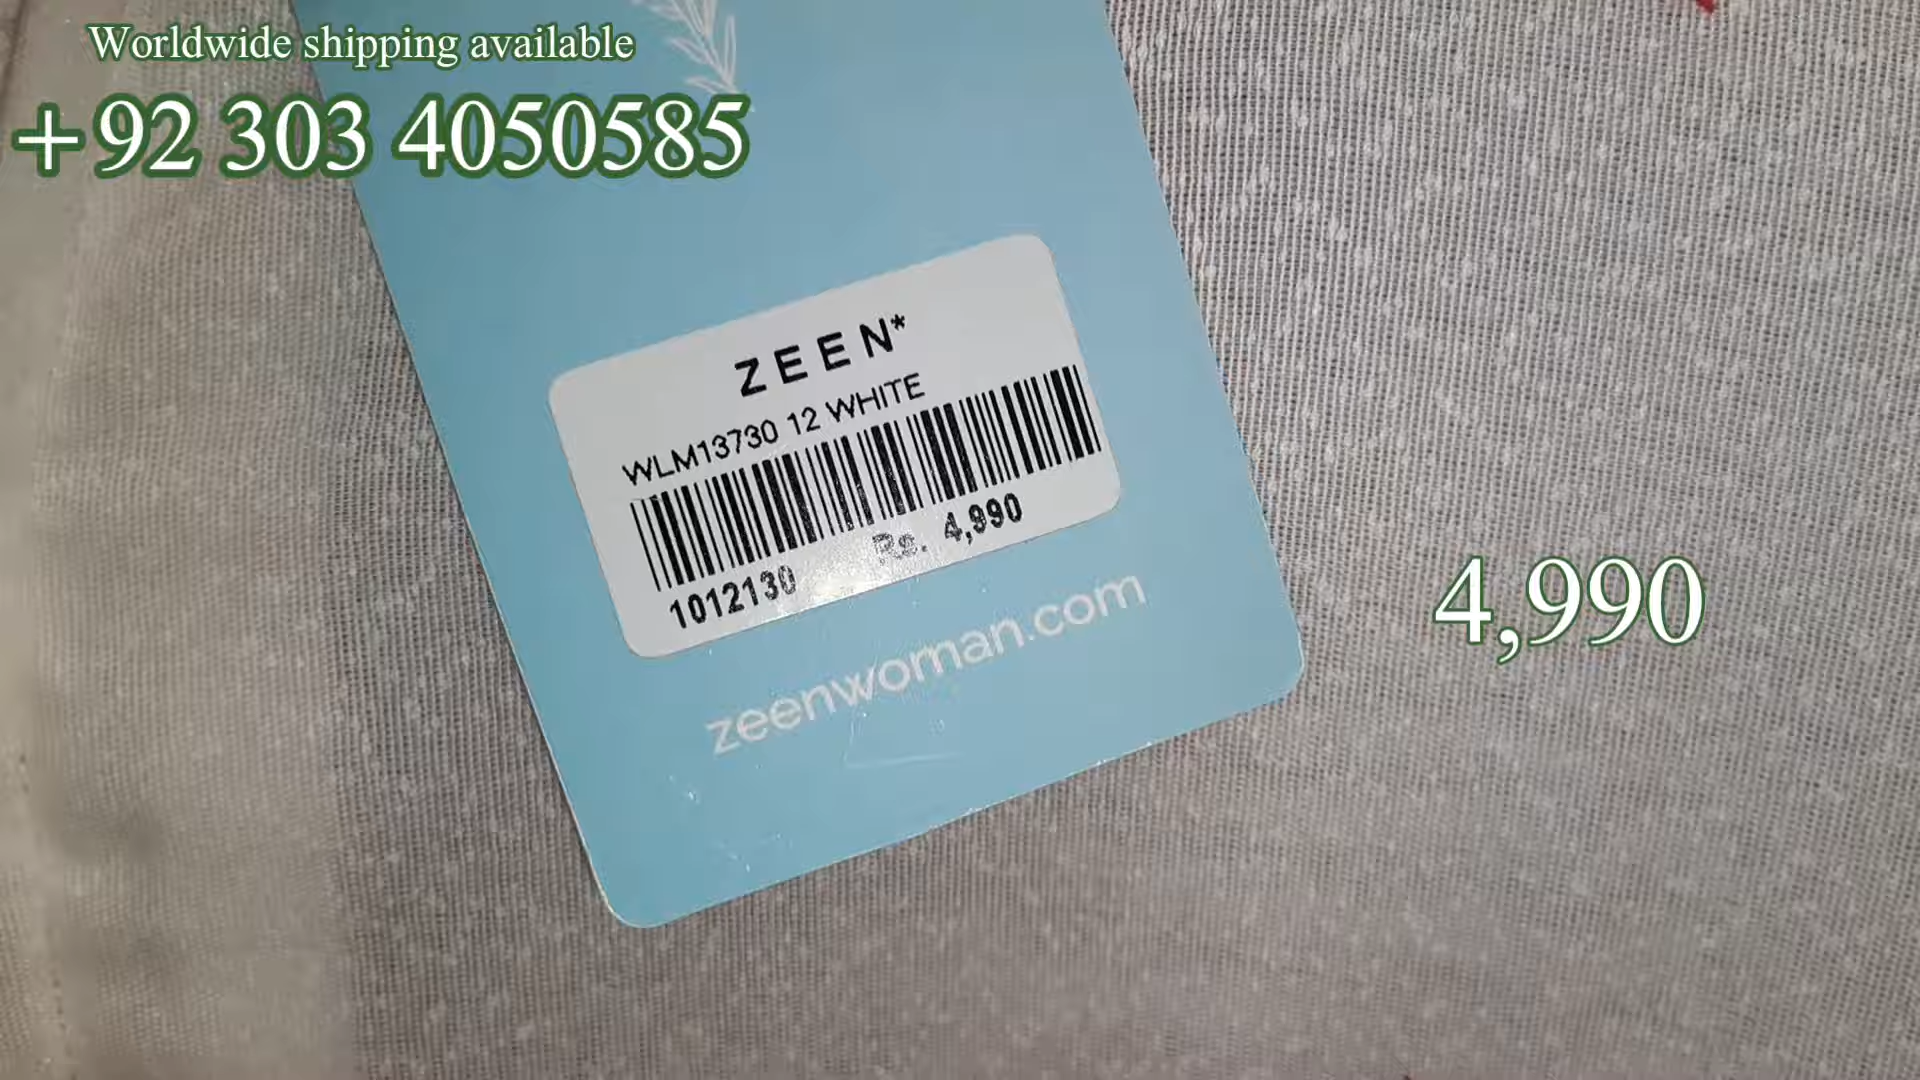 Worldwide shipping available
+92 303 4050585
ZEEN*
WLM13730 12 WHITE
1012130 Rs. 4,990
zeenwoman.com
4,990